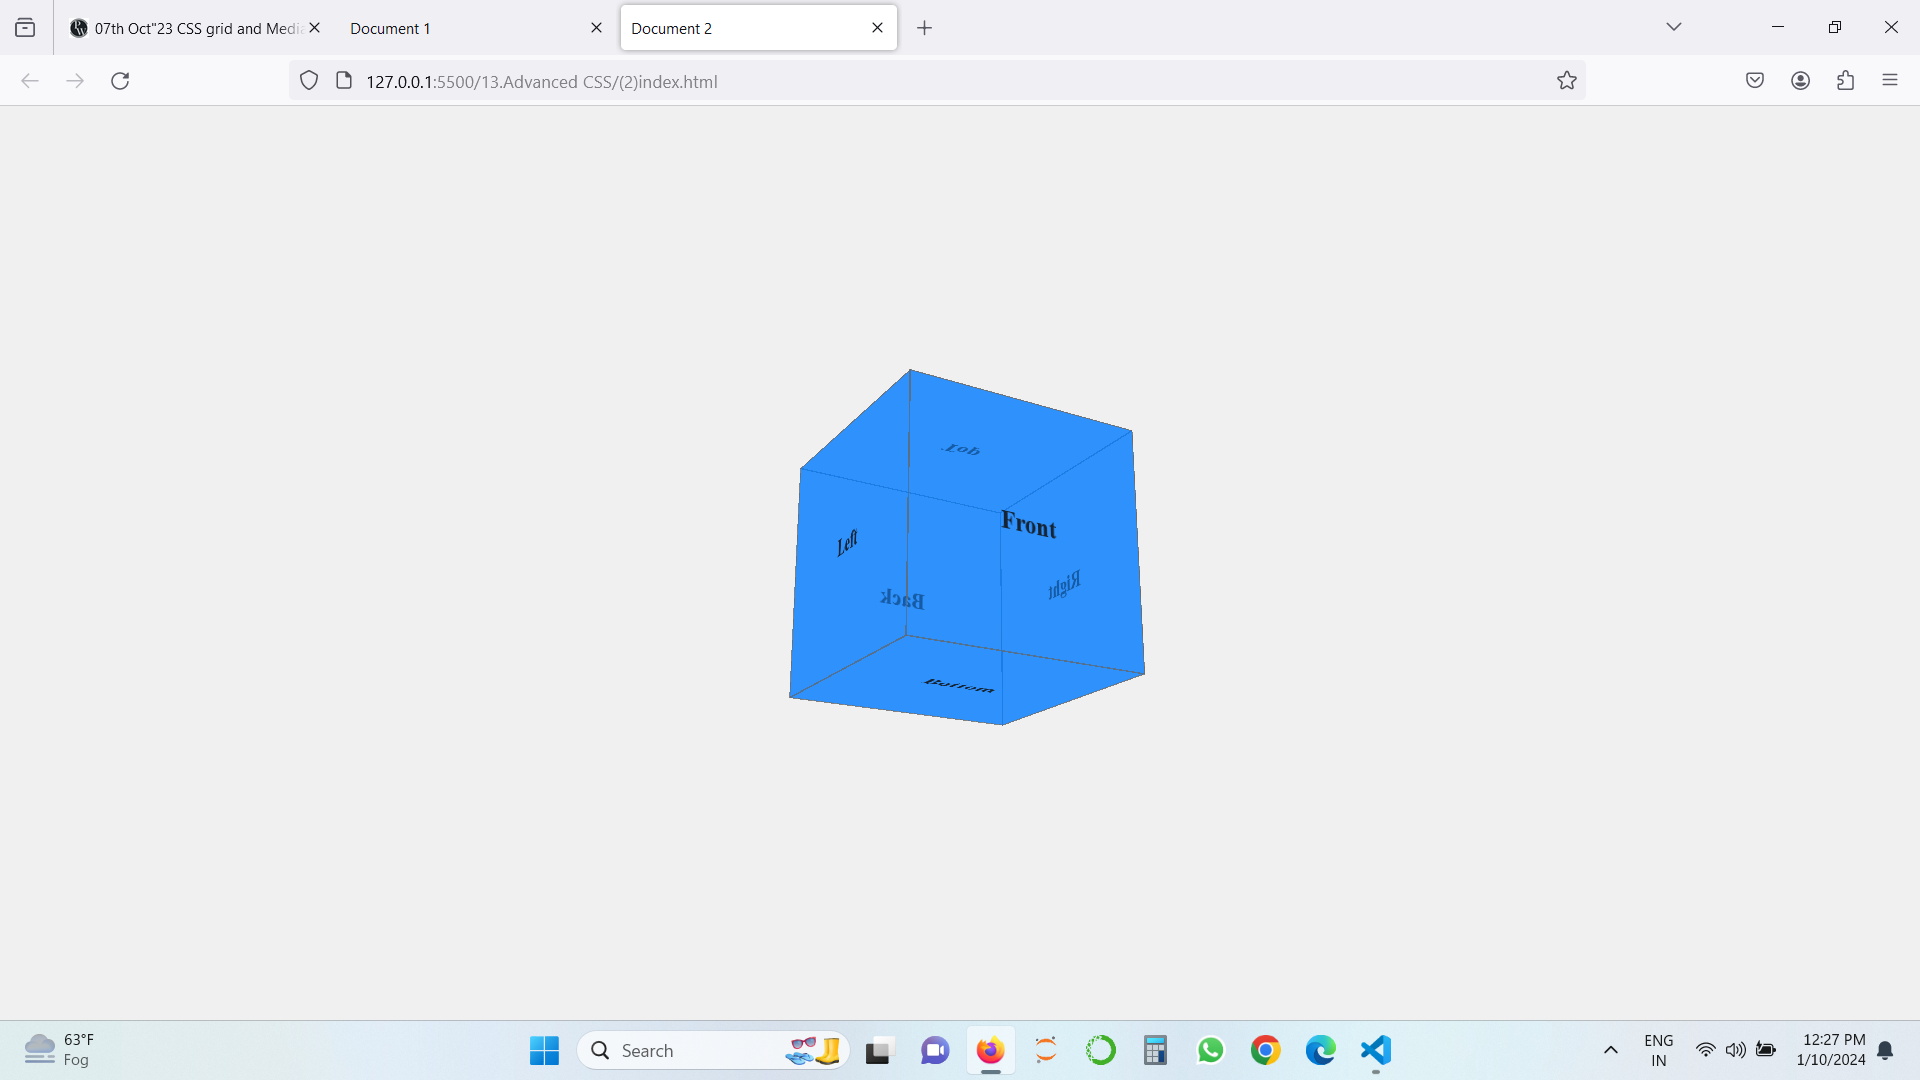 07th Oct"23 CSS grid and Media
Document 1
Document 2
127.0.0.1:5500/13.Advanced CSS/(2)index.html
Top
Front
Left
Right
Back
Bottom
63°F
Fog
Search
ENG
IN
12:27 PM
1/10/2024